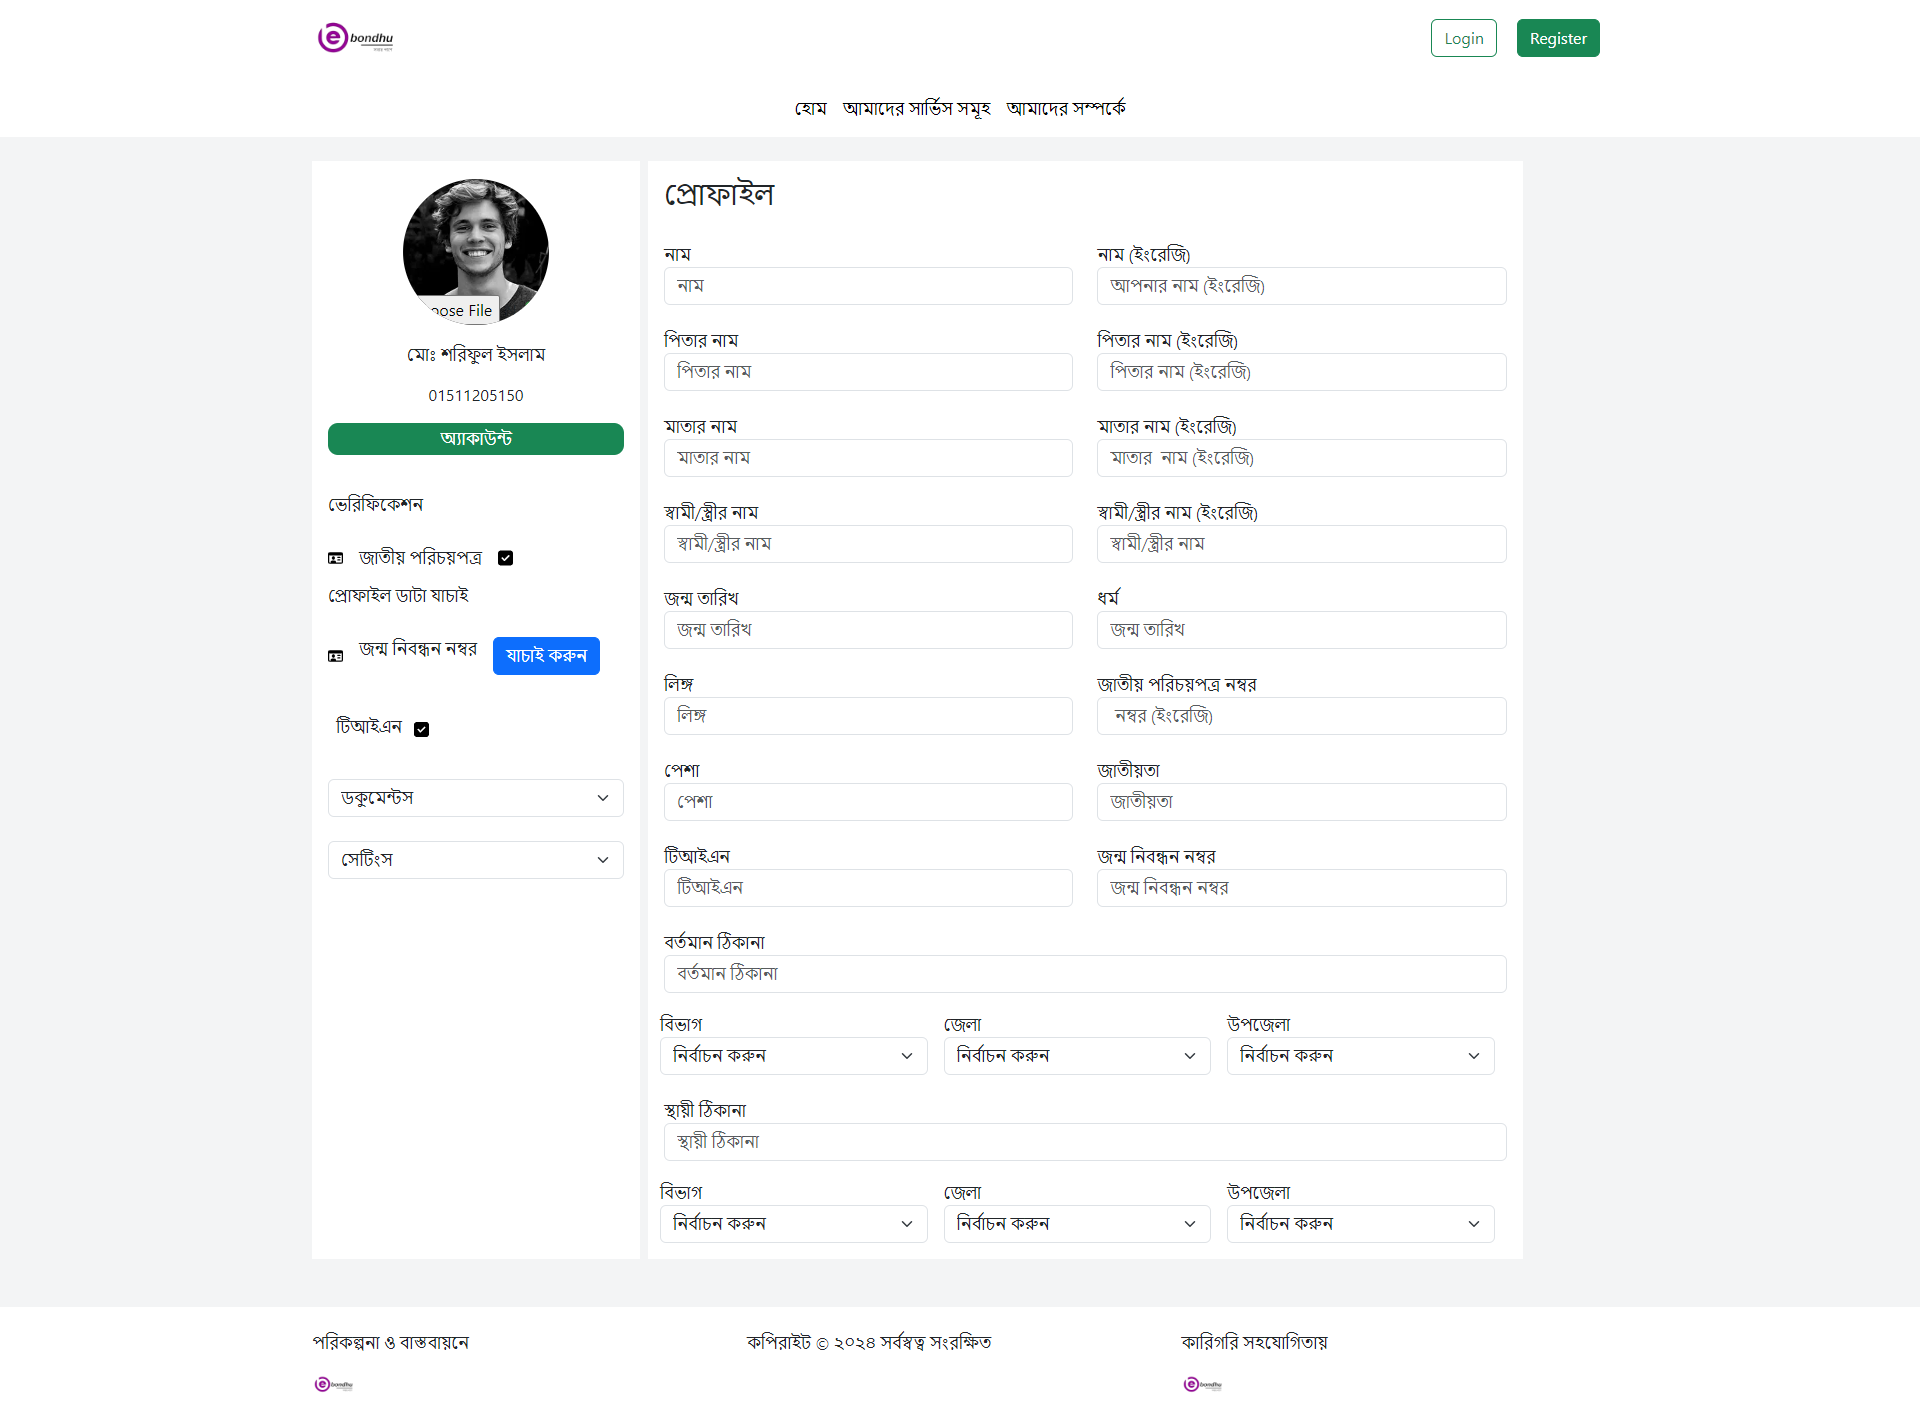 e bondhu
Login
Register
হোম
আমাদের সার্ভিস সমূহ
আমাদের সম্পর্কে
oose File
মোঃ শরিফুল ইসলাম
01511205150
অ্যাকাউন্ট
ভেরিফিকেশন
জাতীয় পরিচয়পত্র
প্রোফাইল ডাটা যাচাই
জন্ম নিবন্ধন নম্বর
যাচাই করুন
টিআইএন
ডকুমেন্টস
সেটিংস
প্রোফাইল
নাম
নাম (ইংরেজি)
নাম
আপনার নাম (ইংরেজি)
পিতার নাম
পিতার নাম (ইংরেজি)
পিতার নাম
পিতার নাম (ইংরেজি)
মাতার নাম
মাতার নাম (ইংরেজি)
মাতার নাম
মাতার নাম (ইংরেজি)
স্বামী/স্ত্রীর নাম
স্বামী/স্ত্রীর নাম (ইংরেজি)
স্বামী/স্ত্রীর নাম
স্বামী/স্ত্রীর নাম
জন্ম তারিখ
ধর্ম
জন্ম তারিখ
জন্ম তারিখ
লিঙ্গ
জাতীয় পরিচয়পত্র নম্বর
লিঙ্গ
নম্বর (ইংরেজি)
পেশা
জাতীয়তা
পেশা
জাতীয়তা
টিআইএন
জন্ম নিবন্ধন নম্বর
টিআইএন
জন্ম নিবন্ধন নম্বর
বর্তমান ঠিকানা
বর্তমান ঠিকানা
বিভাগ
জেলা
উপজেলা
নির্বাচন করুন
নির্বাচন করুন
নির্বাচন করুন
স্থায়ী ঠিকানা
স্থায়ী ঠিকানা
বিভাগ
জেলা
উপজেলা
নির্বাচন করুন
নির্বাচন করুন
নির্বাচন করুন
পরিকল্পনা ও বাস্তবায়নে
কপিরাইট © ২০২৪ সর্বস্বত্ব সংরক্ষিত
কারিগরি সহযোগিতায়
e bondhu
e bondhu